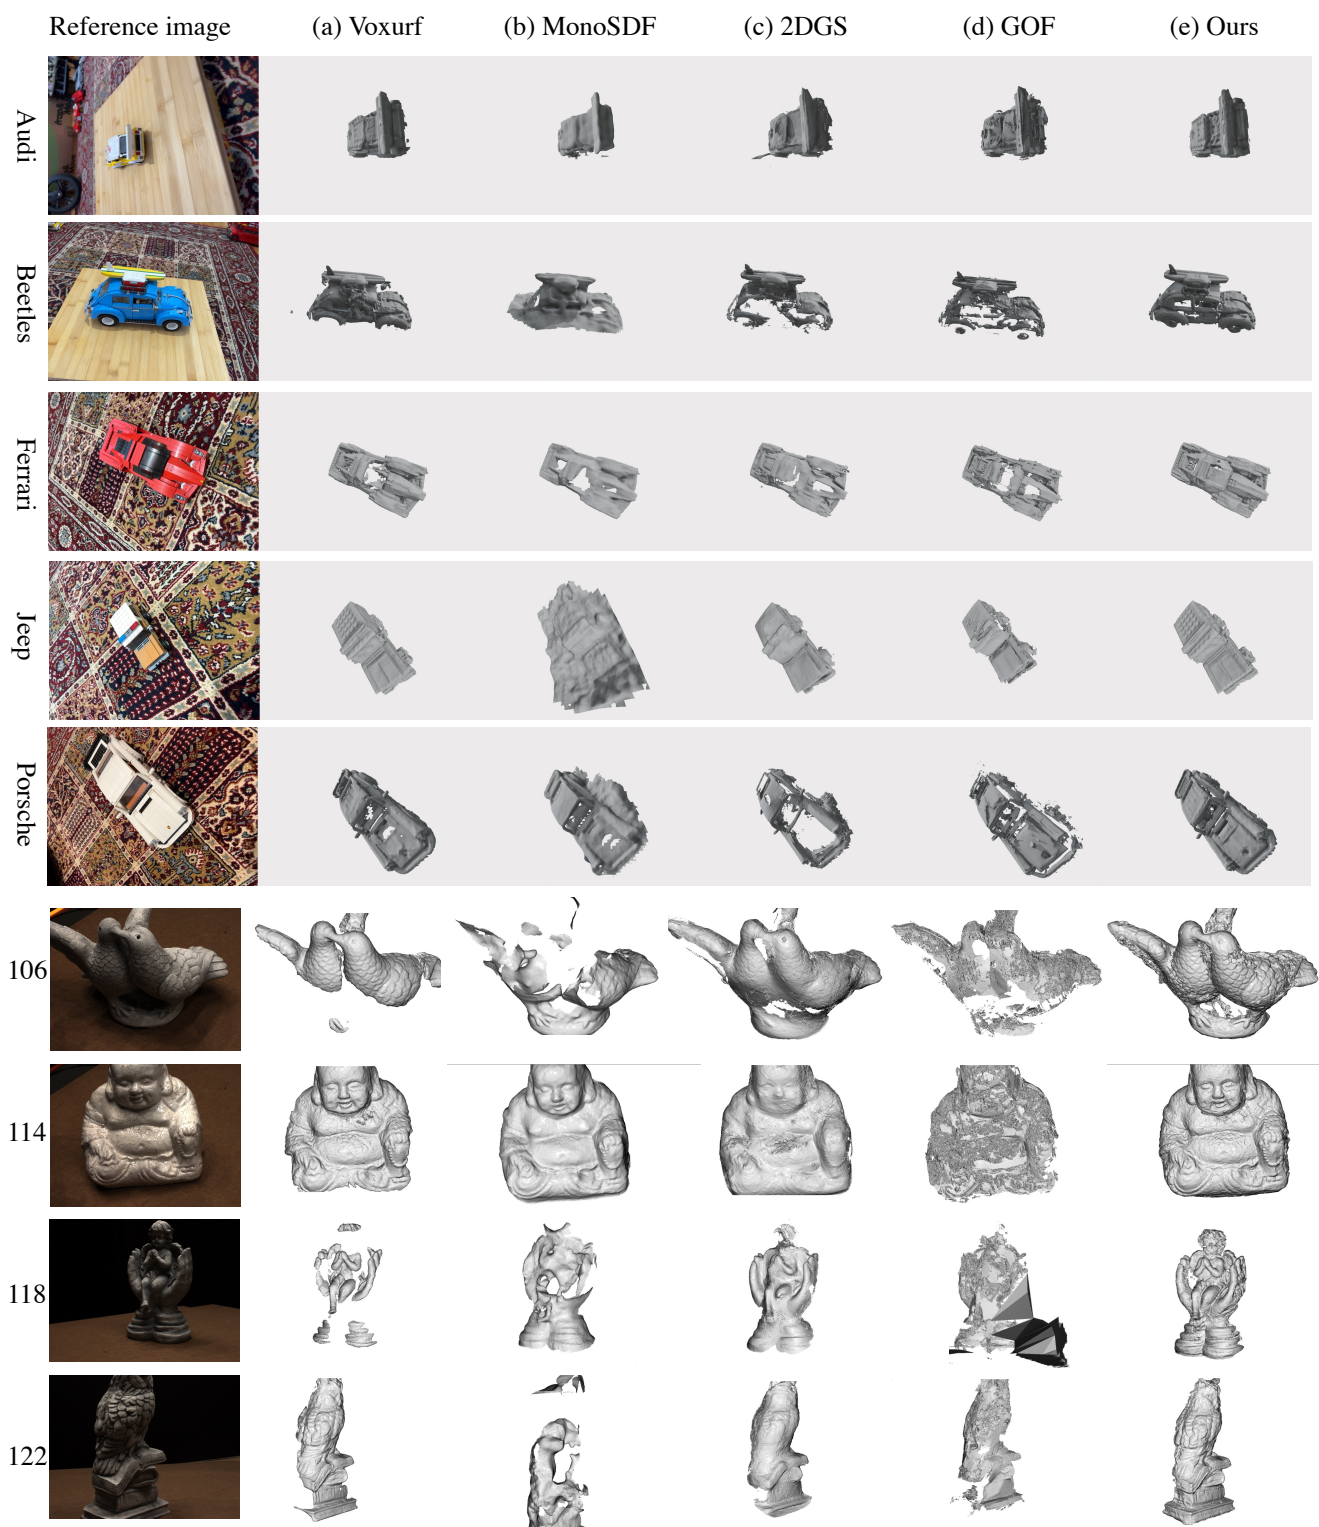 Reference image (a) Voxurf (b) MonoSDF (c) 2DGS (d) GOF (e) Ours
Audi
Beetles
Ferrari
Jeep
Porsche
106
114
118
122